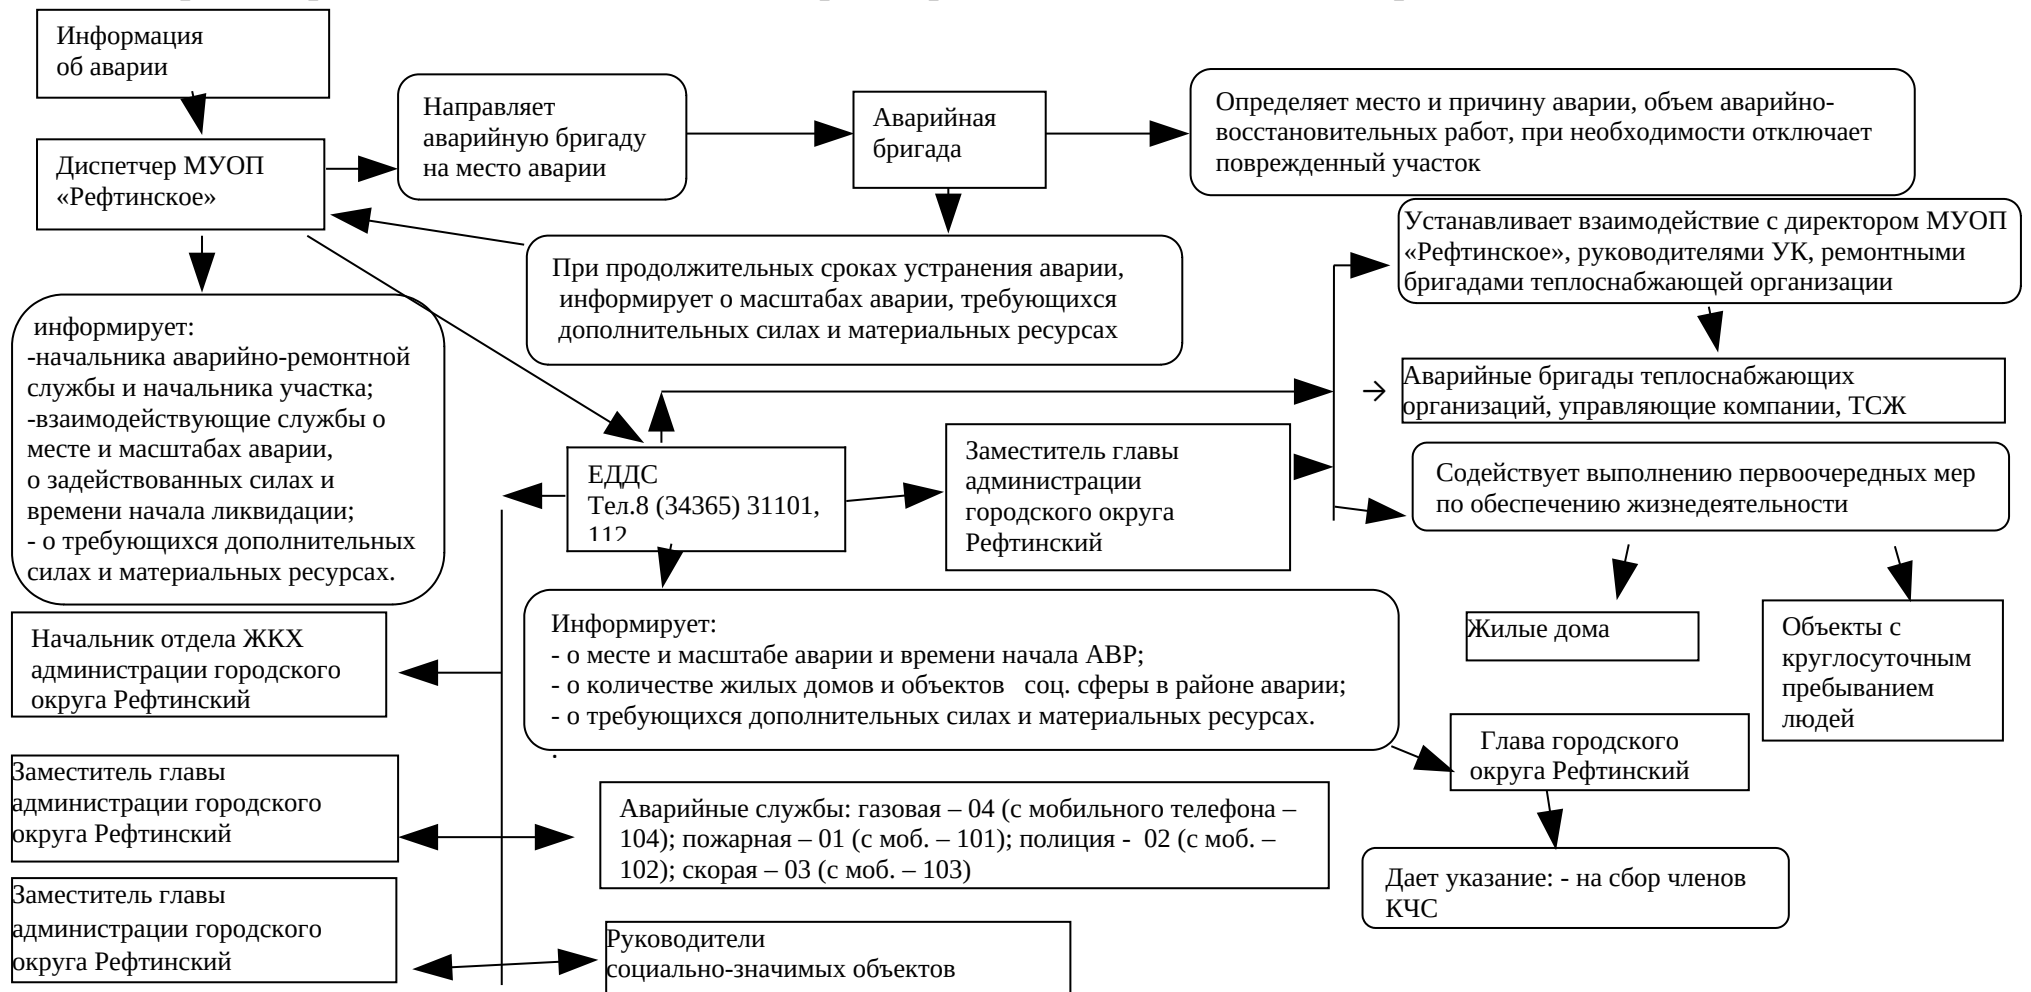 Информация
об аварии
Диспетчер МУОП
«Рефтинское»
Направляет
аварийную бригаду
на место аварии
Аварийная
бригада
Определяет место и причину аварии, объем аварийно-
восстановительных работ, при необходимости отключает
поврежденный участок
Устанавливает взаимодействие с директором МУОП
«Рефтинское», руководителями УК, ремонтными
бригадами теплоснабжающей организации
При продолжительных сроках устранения аварии,
информирует о масштабах аварии, требующихся
дополнительных силах и материальных ресурсах
информирует:
-начальника аварийно-ремонтной
службы и начальника участка;
-взаимодействующие службы о
месте и масштабах аварии,
о задействованных силах и
времени начала ликвидации;
- о требующихся дополнительных
силах и материальных ресурсах.
Аварийные бригады теплоснабжающих
организаций, управляющие компании, ТСЖ
ЕДДС
Тел.8 (34365) 31101,
112
Заместитель главы
администрации
городского округа
Рефтинский
Содействует выполнению первоочередных мер
по обеспечению жизнедеятельности
Жилые дома
Объекты с
круглосуточным
пребыванием
людей
Начальник отдела ЖКХ
администрации городского
округа Рефтинский
Информирует:
- о месте и масштабе аварии и времени начала АВР;
- о количестве жилых домов и объектов соц. сферы в районе аварии;
- о требующихся дополнительных силах и материальных ресурсах.
.
Глава городского
округа Рефтинский
Заместитель главы
администрации городского
округа Рефтинский
Аварийные службы: газовая – 04 (с мобильного телефона –
104); пожарная – 01 (с моб. – 101); полиция - 02 (с моб. –
102); скорая – 03 (с моб. – 103)
Дает указание: - на сбор членов
КЧС
Заместитель главы
администрации городского
округа Рефтинский
Руководители
социально-значимых объектов